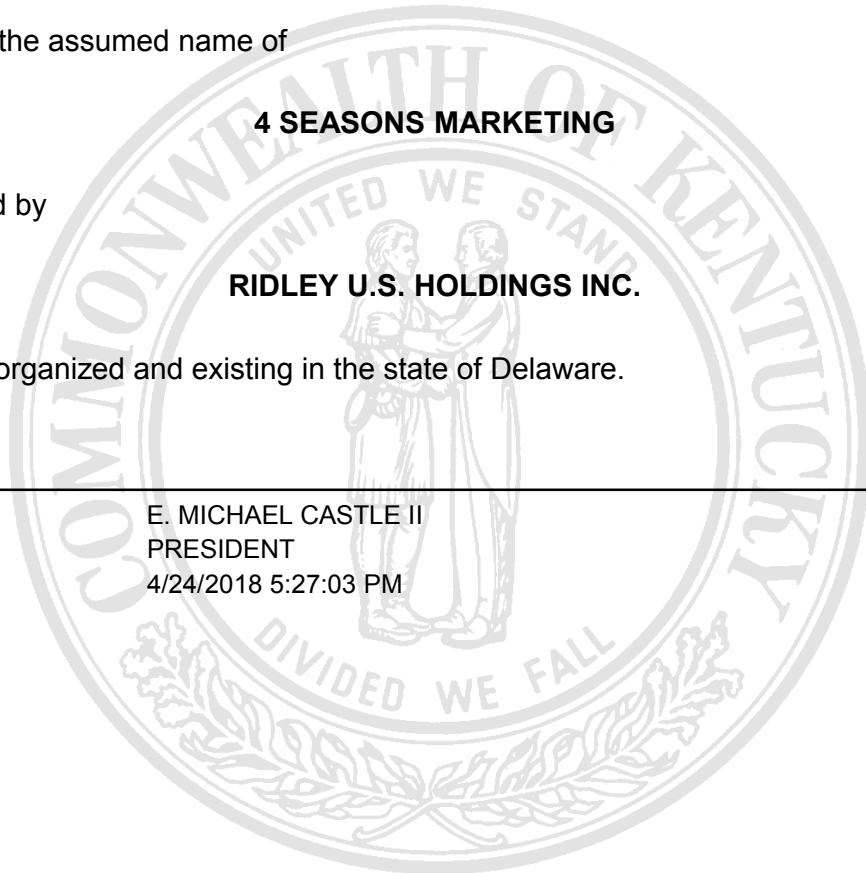 the assumed name of
4 SEASONS MARKETING
d by
RIDLEY U.S. HOLDINGS INC.
organized and existing in the state of Delaware.
E. MICHAEL CASTLE II
PRESIDENT
4/24/2018 5:27:03 PM
COMMONWEALTH OF KENTUCKY
UNITED WE STAND
DIVIDED WE FALL